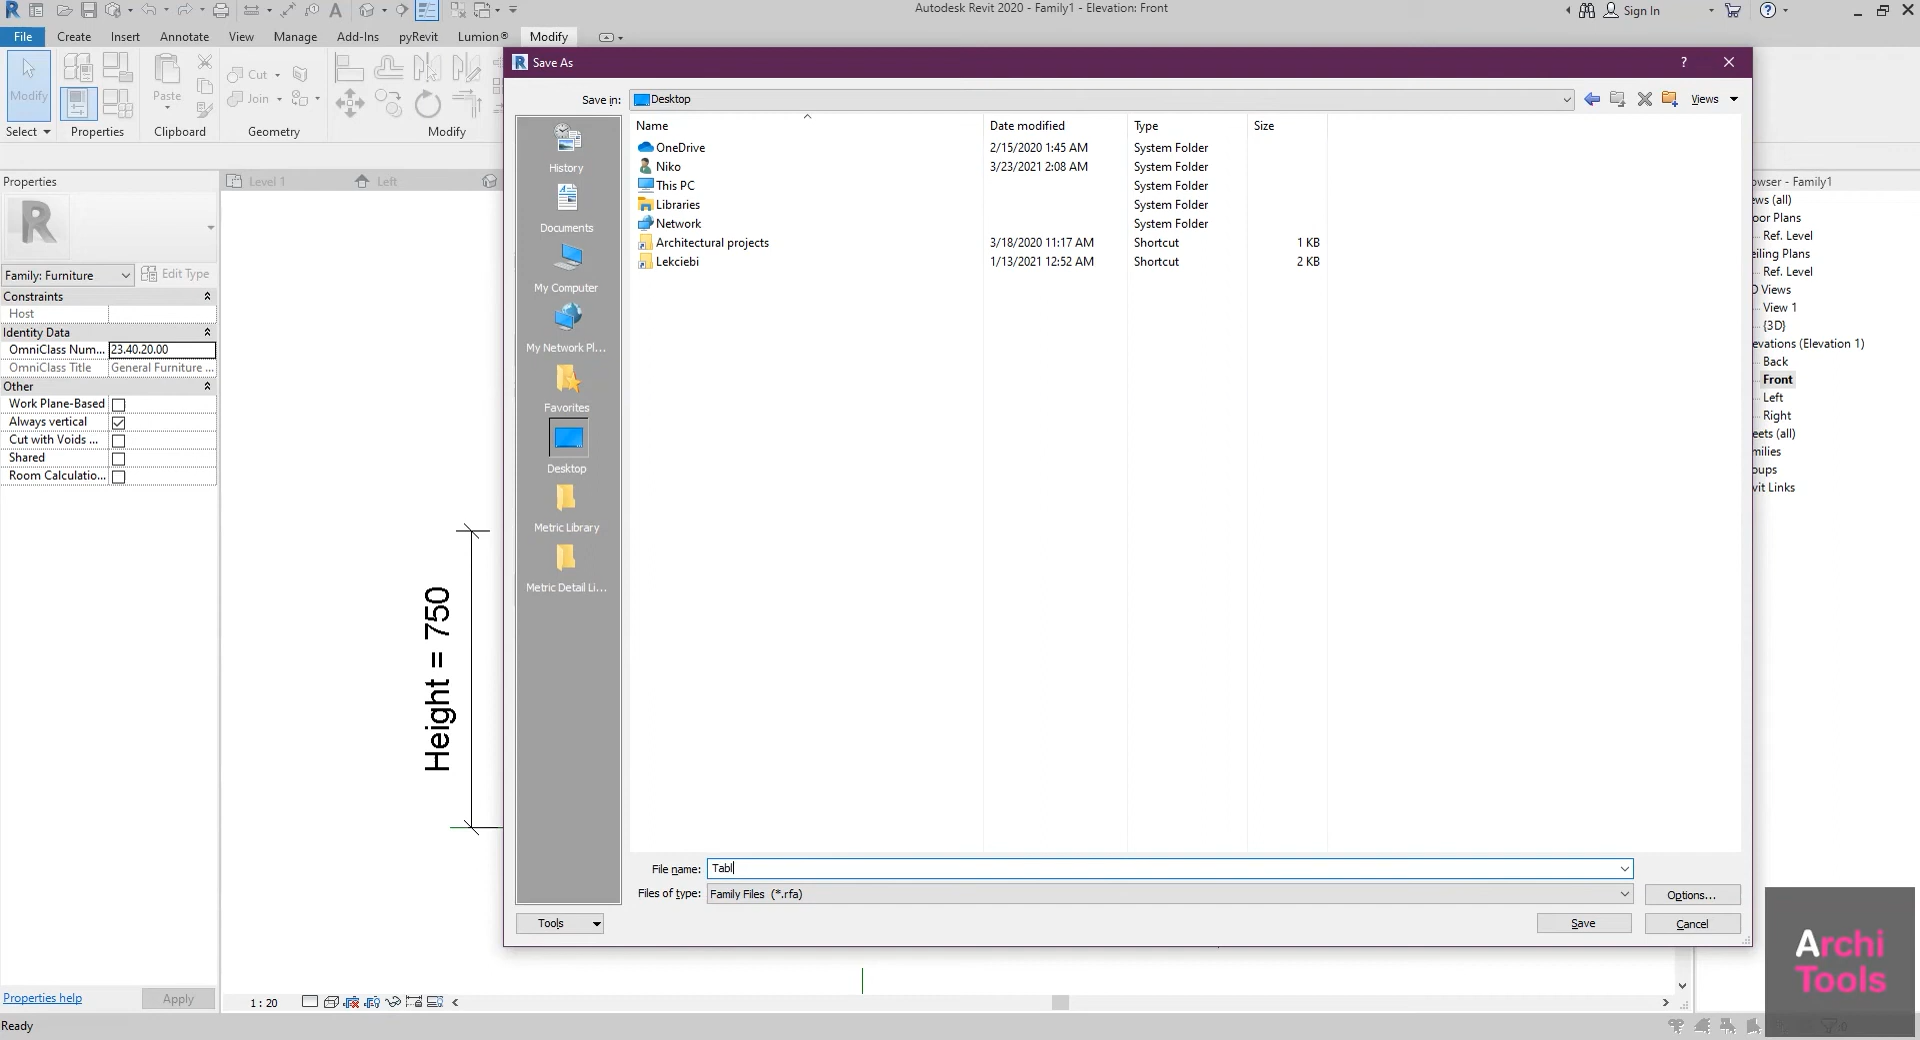 Autodesk Revit 2020 - Family1 - Elevation: Front
Sign In
File Create Insert Annotate View Manage Add-Ins pyRevit Lumion® Modify
Modify
Paste
Cut
Join
Select Properties Clipboard Geometry Modify
Properties
Level 1
Left
Family: Furniture
Edit Type
Constraints
Host
Identity Data
OmniClass Num... 23.40.20.00
OmniClass Title General Furniture ...
Other
Work Plane-Based
Always vertical
Cut with Voids ...
Shared
Room Calculatio...
Properties help
Apply
Height = 750
1 : 20
Ready
Save As
Save in: Desktop
Views
History
Documents
My Computer
My Network Pl...
Favorites
Desktop
Metric Library
Metric Detail Li...
Name Date modified Type Size
OneDrive 2/15/2020 1:45 AM System Folder
Niko 3/23/2021 2:08 AM System Folder
This PC System Folder
Libraries System Folder
Network System Folder
Architectural projects 3/18/2020 11:17 AM Shortcut 1 KB
Lekciebi 1/13/2021 12:52 AM Shortcut 2 KB
File name: Tabl
Files of type: Family Files (*.rfa)
Options...
Tools
Save
Cancel
owser - Family1
ews (all)
oor Plans
Ref. Level
eiling Plans
Ref. Level
D Views
View 1
{3D}
evations (Elevation 1)
Back
Front
Left
Right
eets (all)
milies
oups
vit Links
Archi
Tools
:0